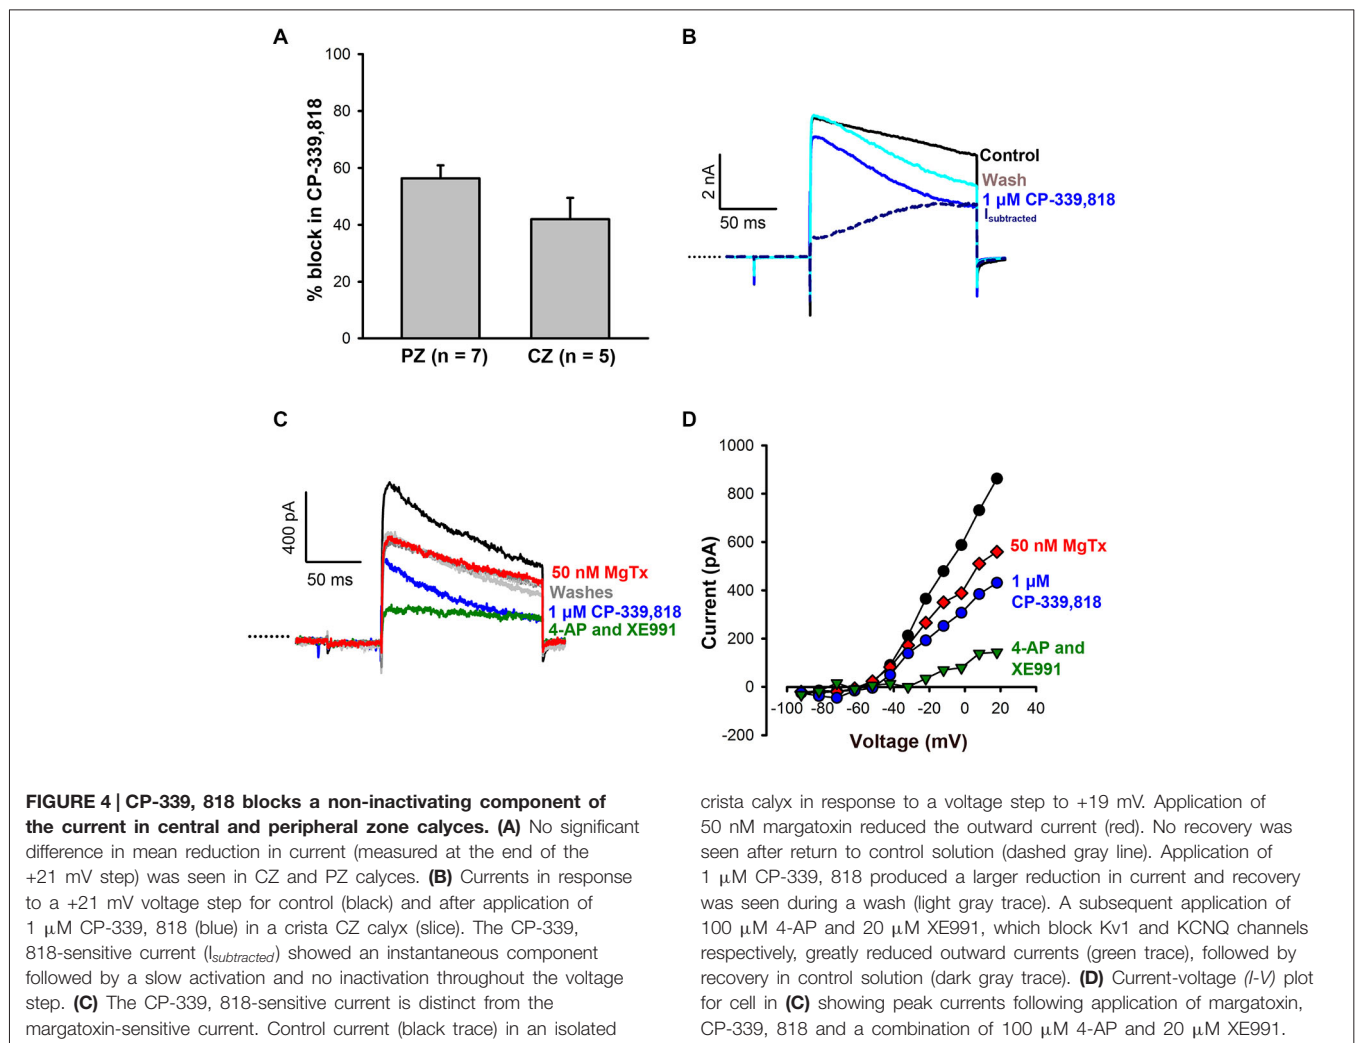 A
100
80
60
40
20
0
% block in CP-339,818
PZ (n = 7)
CZ (n = 5)
B
2 nA
50 ms
Control
Wash
1 µM CP-339,818
Isubtracted
C
400 pA
50 ms
50 nM MgTx
Washes
1 µM CP-339,818
4-AP and XE991
D
1000
800
600
400
200
0
-200
Current (pA)
-100 -80 -60 -40 -20 0 20 40
Voltage (mV)
50 nM MgTx
1 µM
CP-339,818
4-AP and
XE991
FIGURE 4 | CP-339, 818 blocks a non-inactivating component of
the current in central and peripheral zone calyces. (A) No significant
difference in mean reduction in current (measured at the end of the
+21 mV step) was seen in CZ and PZ calyces. (B) Currents in response
to a +21 mV voltage step for control (black) and after application of
1 µM CP-339, 818 (blue) in a crista CZ calyx (slice). The CP-339,
818-sensitive current (Isubtracted) showed an instantaneous component
followed by a slow activation and no inactivation throughout the voltage
step. (C) The CP-339, 818-sensitive current is distinct from the
margatoxin-sensitive current. Control current (black trace) in an isolated
crista calyx in response to a voltage step to +19 mV. Application of
50 nM margatoxin reduced the outward current (red). No recovery was
seen after return to control solution (dashed gray line). Application of
1 µM CP-339, 818 produced a larger reduction in current and recovery
was seen during a wash (light gray trace). A subsequent application of
100 µM 4-AP and 20 µM XE991, which block Kv1 and KCNQ channels
respectively, greatly reduced outward currents (green trace), followed by
recovery in control solution (dark gray trace). (D) Current-voltage (I-V) plot
for cell in (C) showing peak currents following application of margatoxin,
CP-339, 818 and a combination of 100 µM 4-AP and 20 µM XE991.